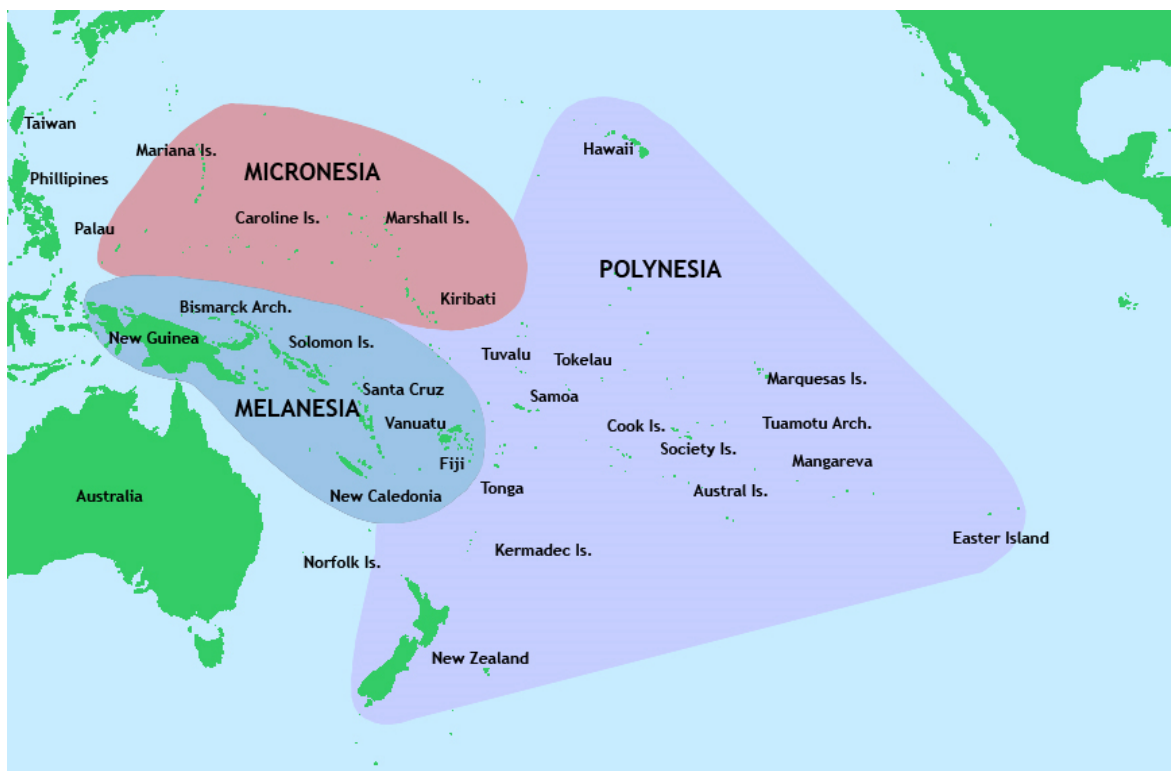 Taiwan
Mariana Is.
Hawaii
MICRONESIA
Phillipines
Caroline Is.
Marshall Is.
Palau
POLYNESIA
Kiribati
Bismarck Arch.
New Guinea
Solomon Is.
Tuvalu
Tokelau
Marquesas Is.
Santa Cruz
Samoa
MELANESIA
Vanuatu
Cook Is.
Tuamotu Arch.
Society Is.
Fiji
Mangareva
Tonga
Austral Is.
Australia
New Caledonia
Easter Island
Kermadec Is.
Norfolk Is.
New Zealand